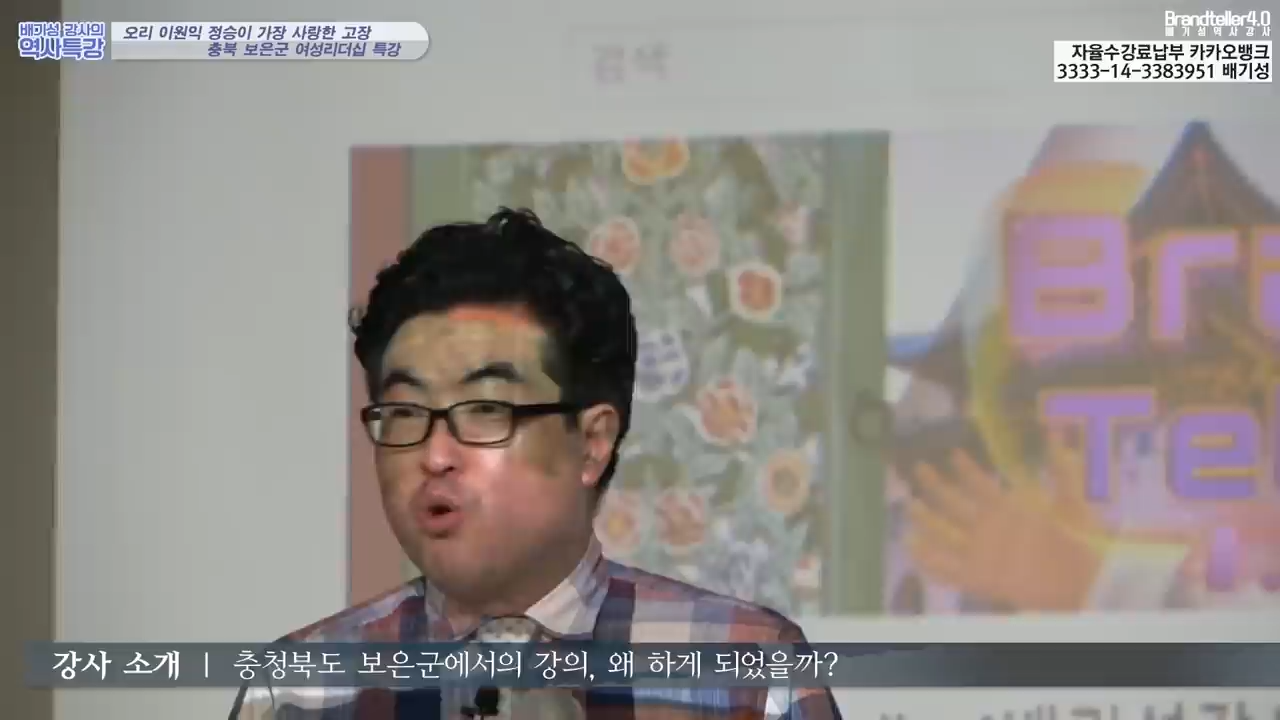 배기성 강사의
역사특강
오리 이원익 정승이 가장 사랑한 고장
충북 보은군 여성리더십 특강
Brandteller4.0
배기성역사강사
자율수강료납부 카카오뱅크
3333-14-3383951 배기성
검색
Bra
Tel
강사 소개 | 충청북도 보은군에서의 강의, 왜 하게 되었을까?